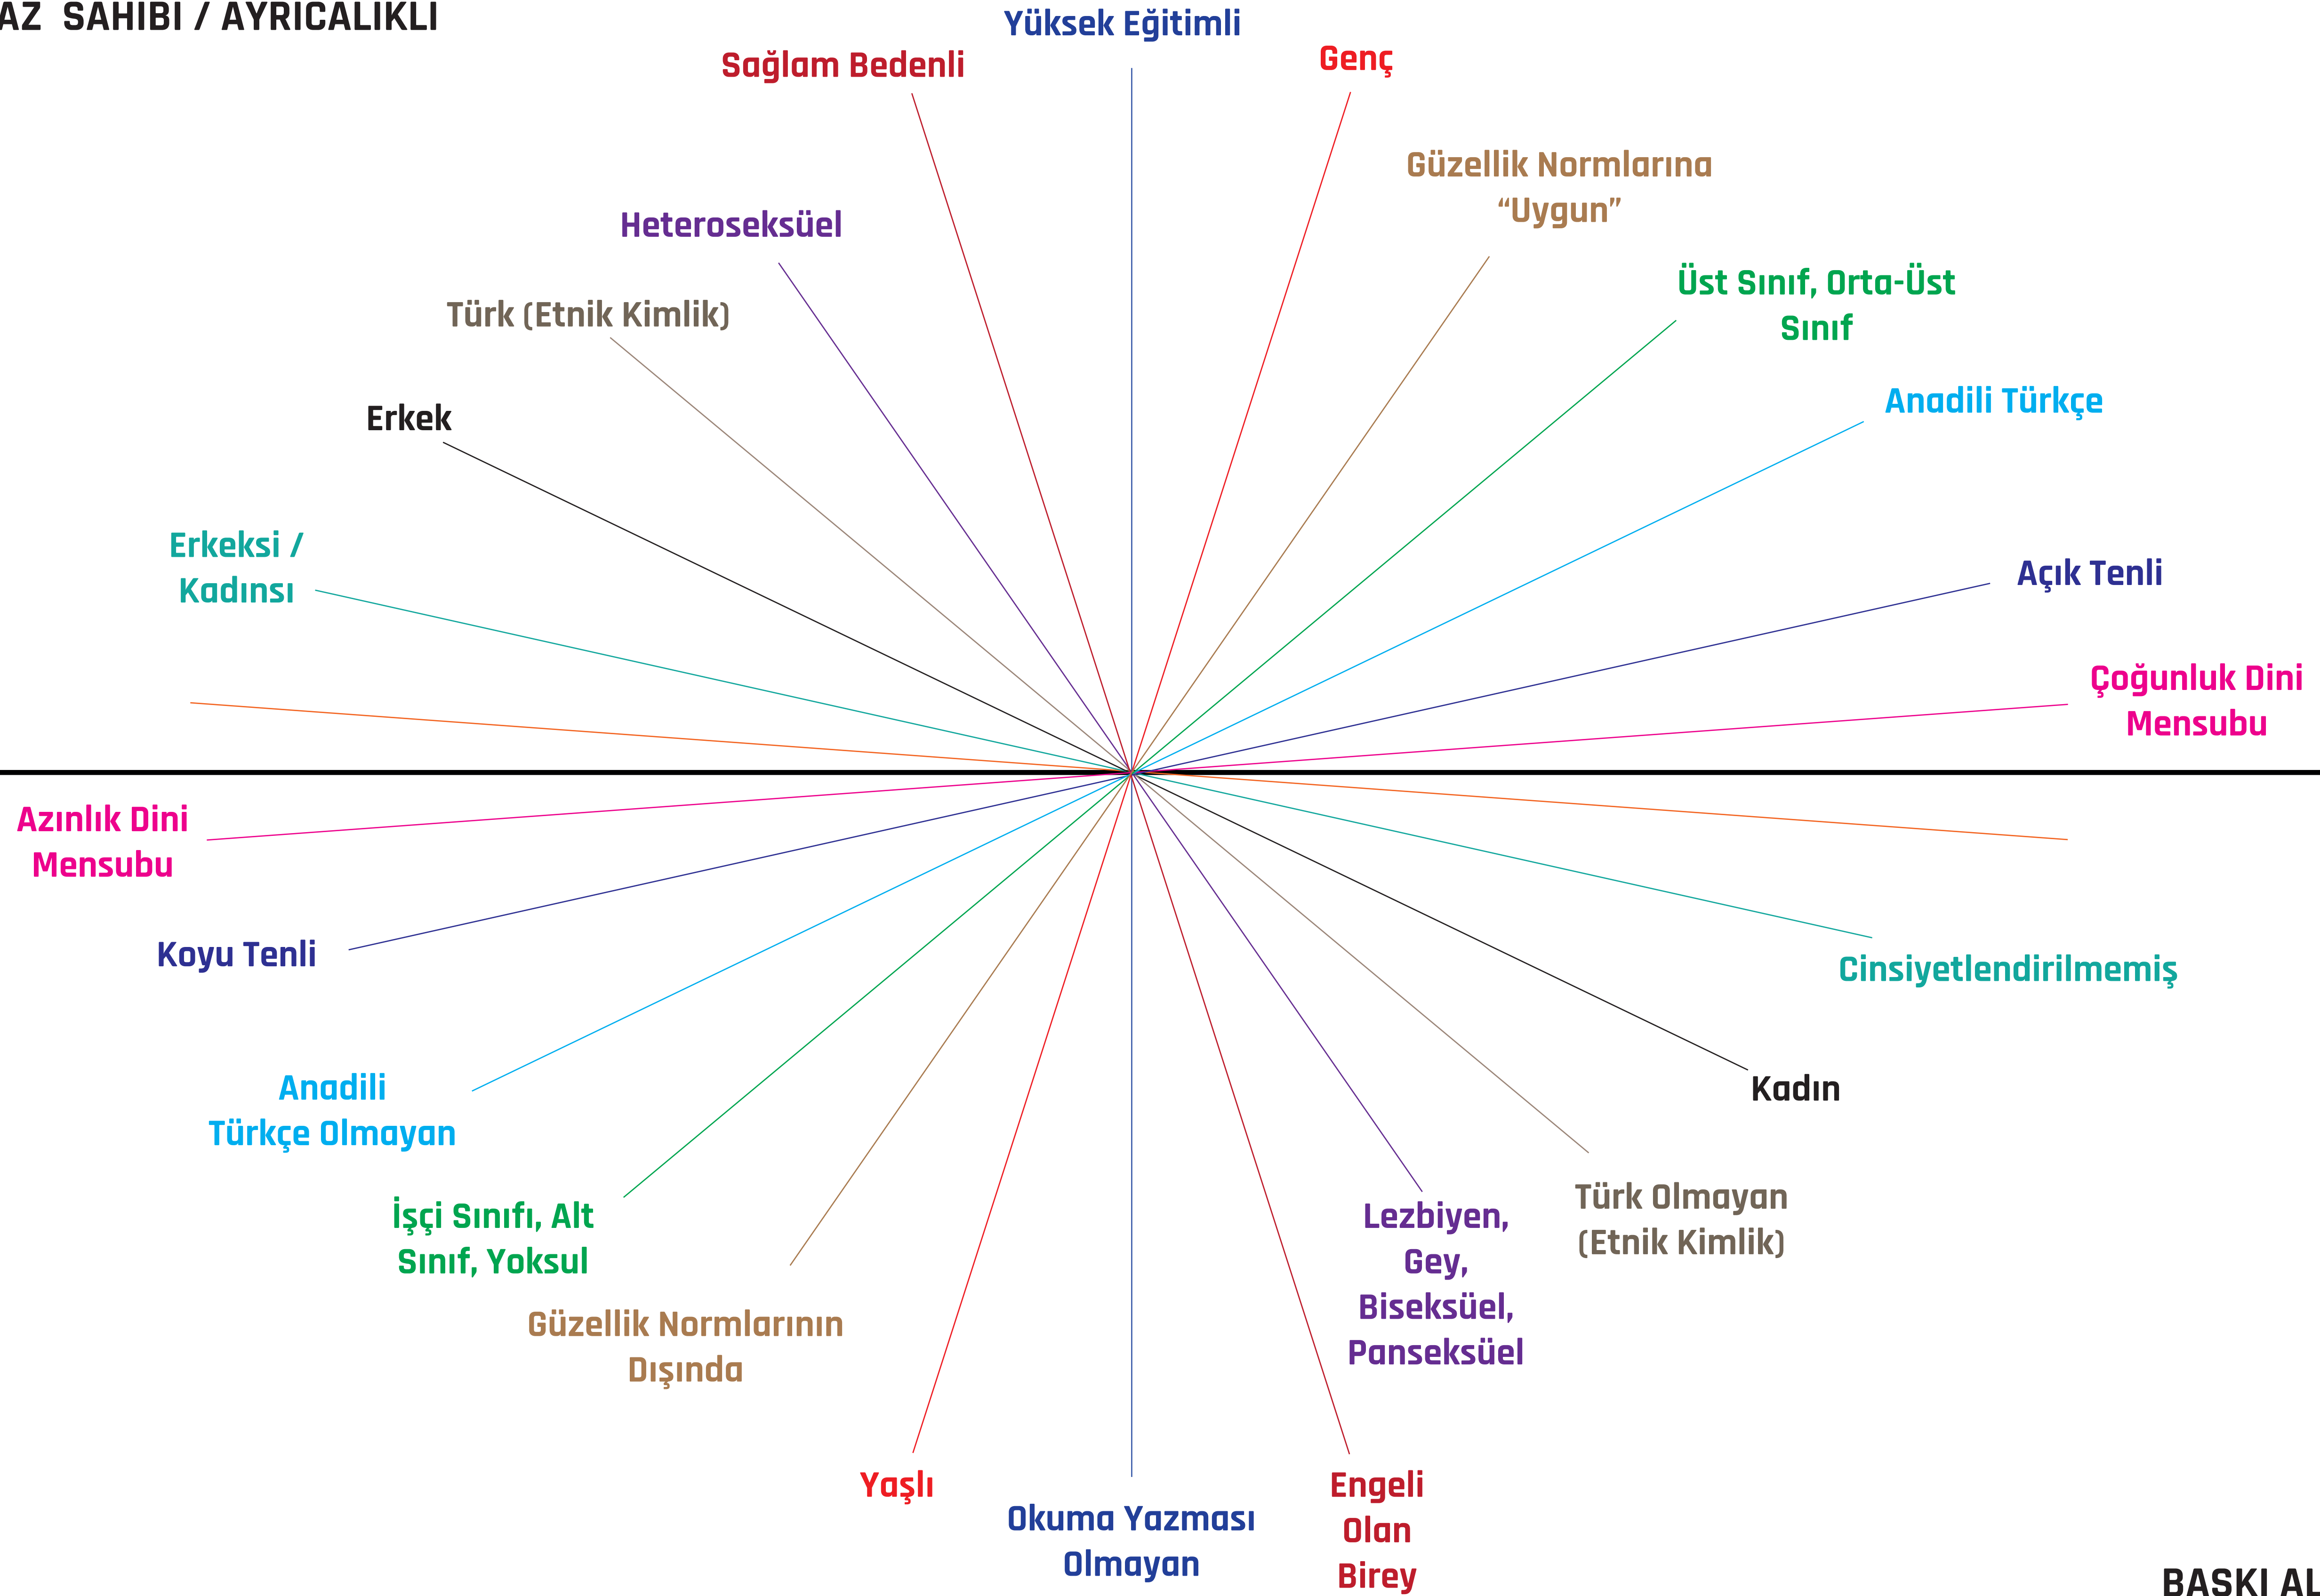 AZ SAHIBI / AYRICALIKLI
Yüksek Eğitimli
Sağlam Bedenli
Genç
Güzellik Normlarına
“Uygun”
Heteroseksüel
Üst Sınıf, Orta-Üst
Sınıf
Türk (Etnik Kimlik)
Anadili Türkçe
Erkek
Erkeksi /
Kadınsı
Açık Tenli
Çoğunluk Dini
Mensubu
Azınlık Dini
Mensubu
Koyu Tenli
Cinsiyetlendirilmemiş
Anadili
Türkçe Olmayan
Kadın
İşçi Sınıfı, Alt
Sınıf, Yoksul
Lezbiyen,
Gey,
Biseksüel,
Panseksüel
Türk Olmayan
(Etnik Kimlik)
Güzellik Normlarının
Dışında
Yaşlı
Okuma Yazması
Olmayan
Engeli
Olan
Birey
BASKI AL